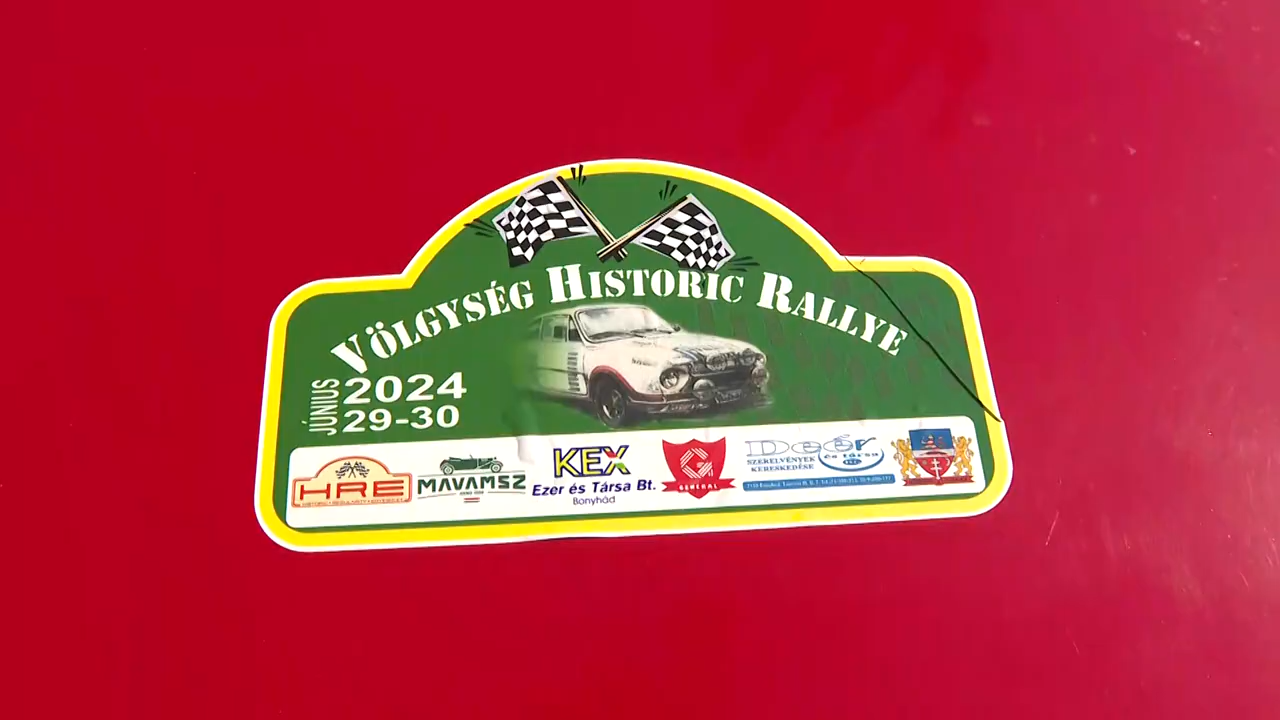 VÖLGYSÉG HISTORIC RALLYE
JÚNIUS
2024
29-30
HRE
MAVAMSZ
KEX
Ezer és Társa Bt.
Bonyhád
G
GENERAL
Deér
és társa
SZERELVÉNYEK
KERESKEDÉSE